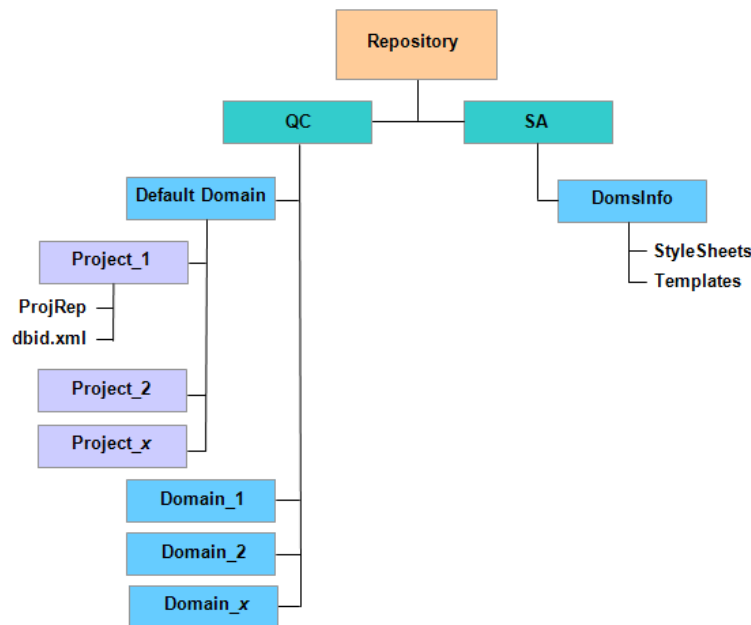 Repository
QC
SA
Default Domain
DomsInfo
Project_1
StyleSheets
Templates
ProjRep
dbid.xml
Project_2
Project_x
Domain_1
Domain_2
Domain_x